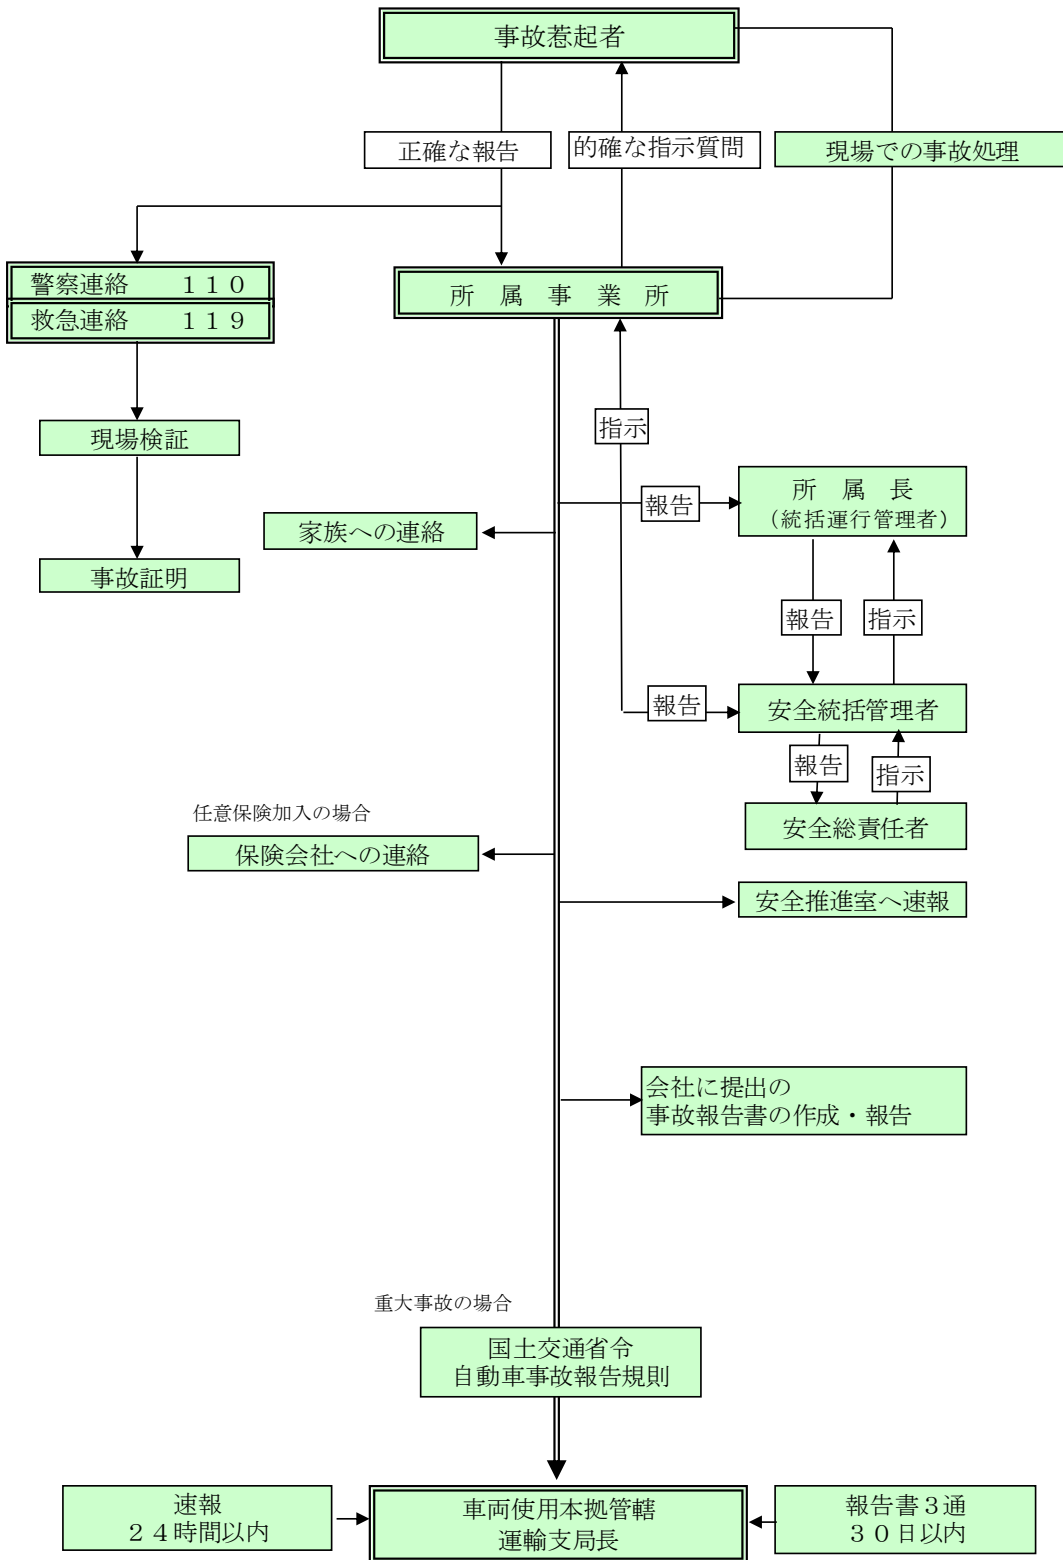 事故惹起者
正確な報告
的確な指示質問
現場での事故処理
警察連絡　　１１０
救急連絡　　１１９
所　属　事　業　所
現場検証
指示
報告
所　属　長
（統括運行管理者）
家族への連絡
事故証明
報告
指示
報告
安全統括管理者
報告
指示
任意保険加入の場合
安全総責任者
保険会社への連絡
安全推進室へ速報
会社に提出の
事故報告書の作成・報告
重大事故の場合
国土交通省令
自動車事故報告規則
速報
２４時間以内
車両使用本拠管轄
運輸支局長
報告書３通
３０日以内